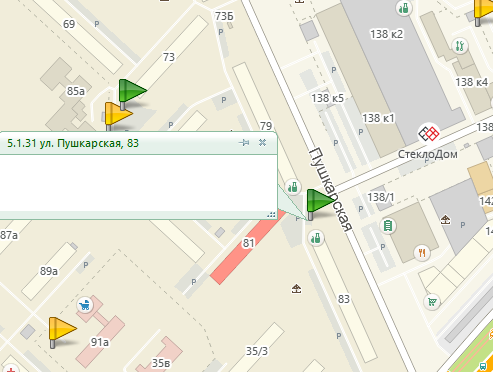 73Б
69
138 к2
73
138 к4
85а
138 к5
138 к1
79
СтеклоДом
5.1.31 ул. Пушкарская, 83
Пушкарская
138/1
142
14
87а
81
89а
83
91а
35/3
35в
P
P
P
P
P
P
P
P